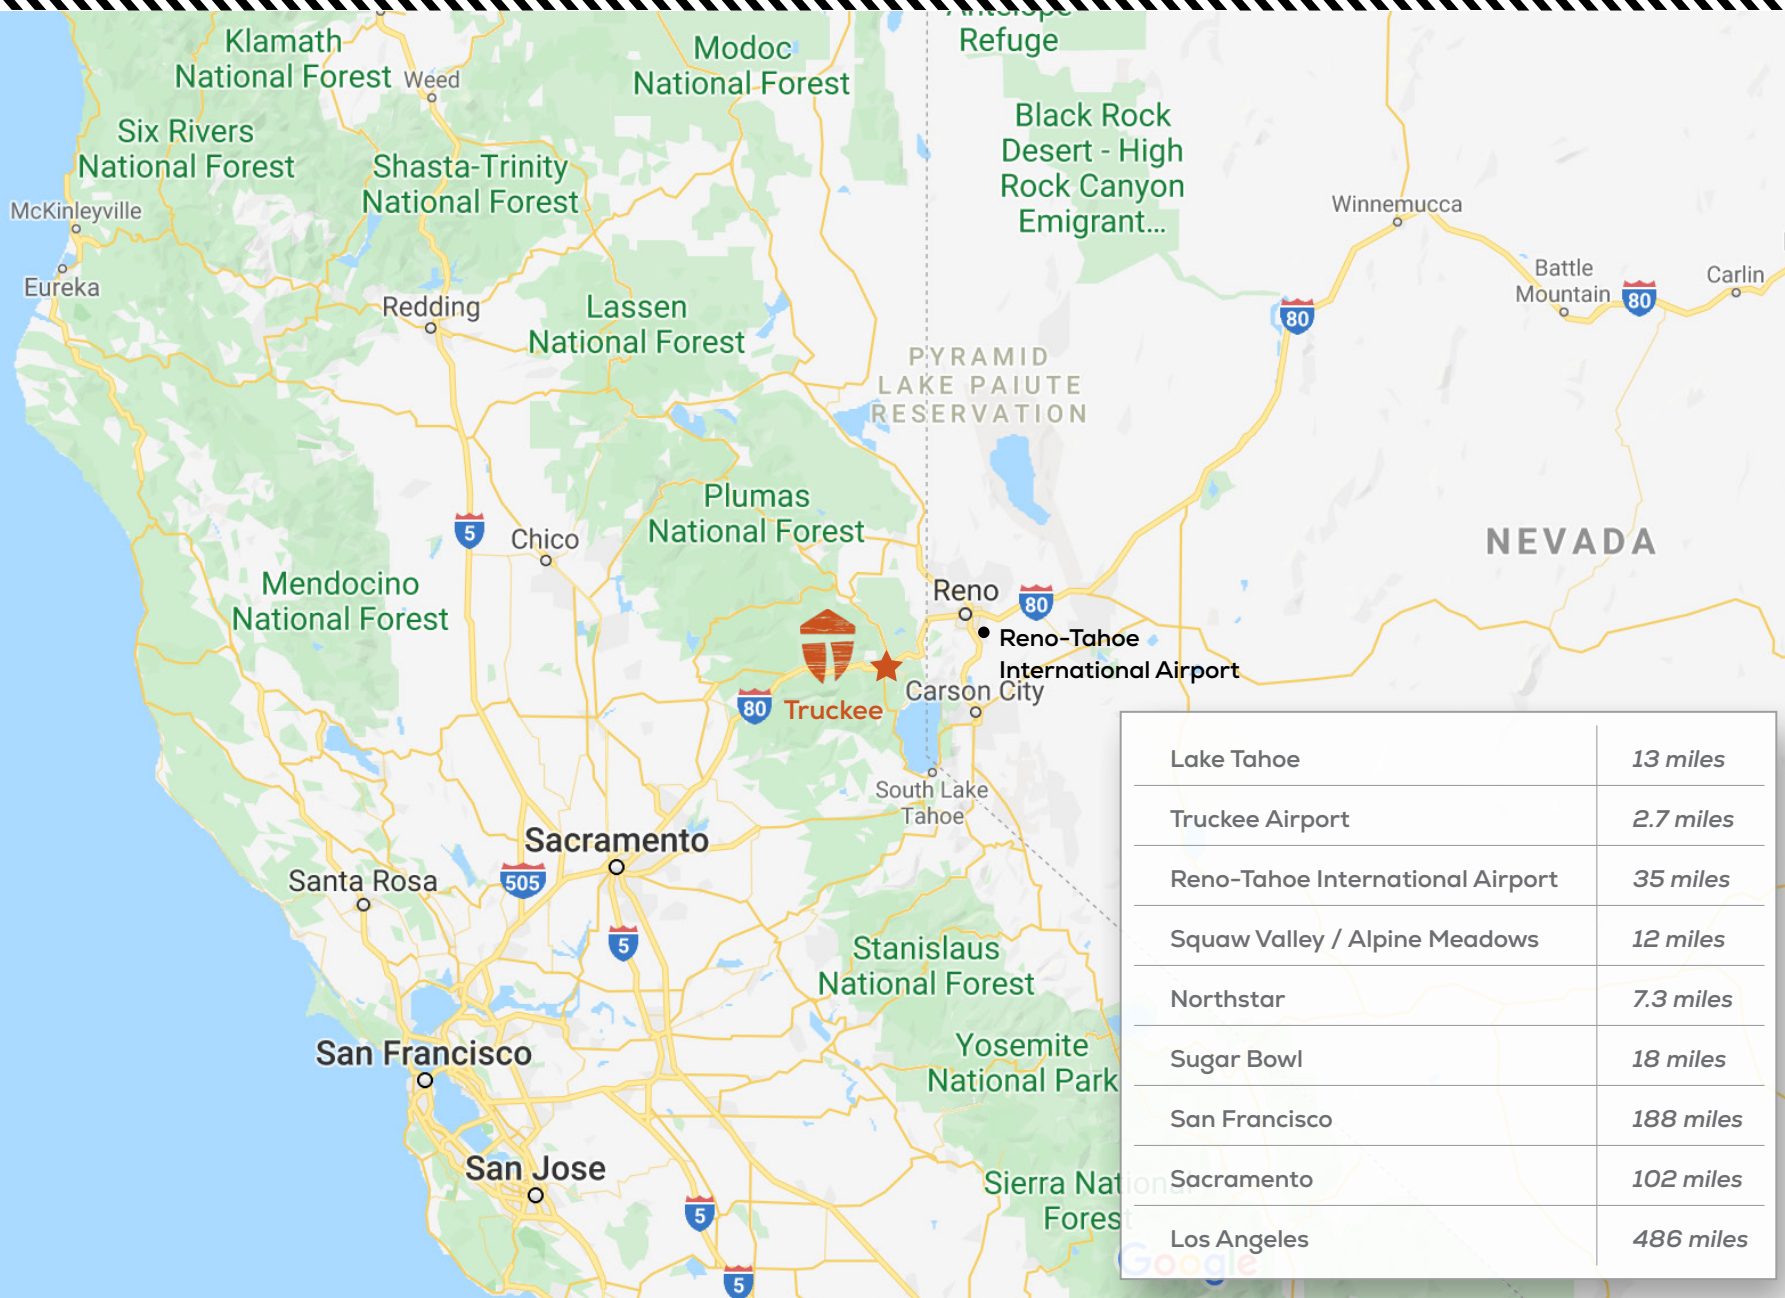 Antelope
Refuge
Klamath
National Forest
Weed
Modoc
National Forest
Black Rock
Desert - High
Rock Canyon
Emigrant...
Six Rivers
National Forest
Shasta-Trinity
National Forest
McKinleyville
Winnemucca
Eureka
Battle
Mountain
80
Carlin
Redding
Lassen
National Forest
80
PYRAMID
LAKE PAIUTE
RESERVATION
Plumas
National Forest
5
Chico
NEVADA
Mendocino
National Forest
Reno
80
Reno-Tahoe
International Airport
Carson City
80
Truckee
South Lake
Tahoe
Sacramento
Santa Rosa
505
5
Stanislaus
National Forest
San Francisco
Yosemite
National Park
San Jose
Sierra National
Forest
5
5
Lake Tahoe 13 miles
Truckee Airport 2.7 miles
Reno-Tahoe International Airport 35 miles
Squaw Valley / Alpine Meadows 12 miles
Northstar 7.3 miles
Sugar Bowl 18 miles
San Francisco 188 miles
Sacramento 102 miles
Los Angeles 486 miles
Google